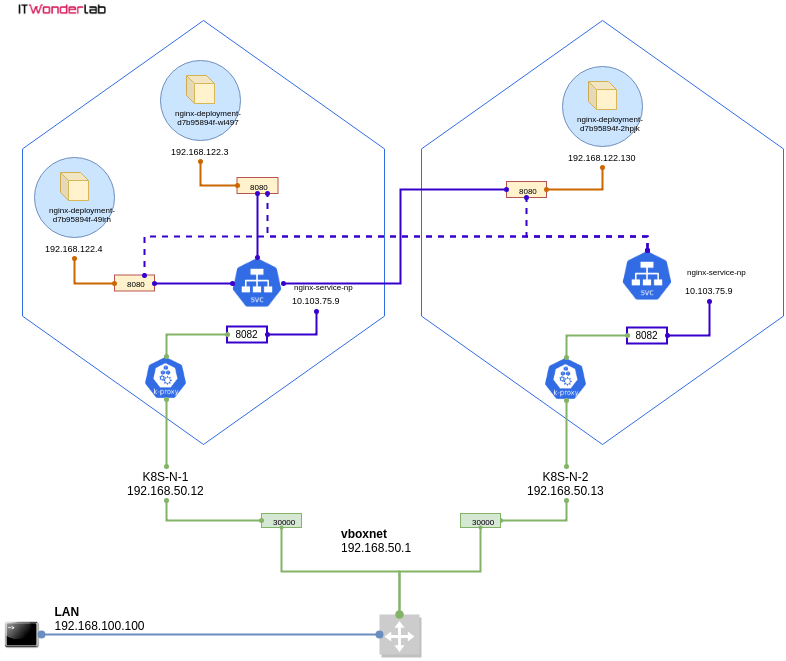 ITWonderlab
nginx-deployment-
d7b95894f-wl497
192.168.122.3
8080
nginx-deployment-
192.168.122.4
8080
svc
nginx-service-np
10.103.75.9
8082
k-proxy
nginx-deployment-
d7b95894f-2hpjk
192.168.122.130
8080
svc
nginx-service-np
10.103.75.9
8082
k-proxy
K8S-N-1
192.168.50.12
K8S-N-2
192.168.50.13
30000
30000
vboxnet
192.168.50.1
LAN
192.168.100.100